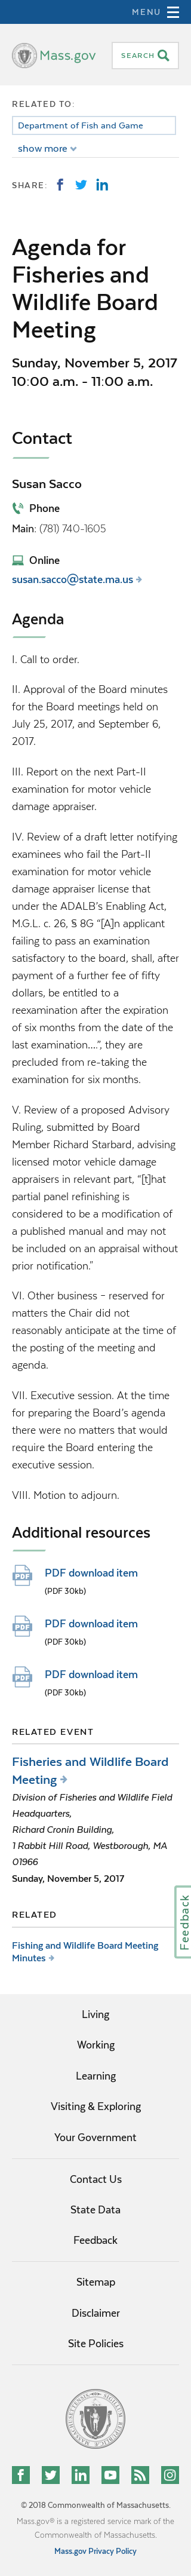 MENU
Mass.gov
SEARCH
RELATED TO:
Department of Fish and Game
show more
SHARE:
Agenda for
Fisheries and
Wildlife Board
Meeting
Sunday, November 5, 2017
10:00 a.m. - 11:00 a.m.
Contact
Susan Sacco
Phone
Main: (781) 740-1605
Online
susan.sacco@state.ma.us
Agenda
I. Call to order.
II. Approval of the Board minutes
for the Board meetings held on
July 25, 2017, and September 6,
2017.
III. Report on the next Part-II
examination for motor vehicle
damage appraiser.
IV. Review of a draft letter notifying
examinees who fail the Part-II
examination for motor vehicle
damage appraiser license that
under the ADALB's Enabling Act,
M.G.L. c. 26, § 8G “[A]n applicant
failing to pass an examination to
the satisfaction of the board, shall, after
payment of a further fee of fifty
dollars, be entitled to a
reexamination after the expiration
of six months from the date of the
last examination....”, they are
precluded from re-taking the
examination for six months.
V. Review of a proposed Advisory
Ruling, submitted by Board
Member Richard Starbard, advising
licensed motor vehicle damage
appraisers in relevant part, “[t]hat
partial panel refinishing is
considered to be a modification of
a published manual and may not
be included on an appraisal without
prior notification.”
VI. Other business – reserved for
matters the Chair did not
reasonably anticipate at the time of
the posting of the meeting and
agenda.
VII. Executive session. At the time
for preparing the Board's agenda
there were no matters that would
result in the Board entering the
executive session.
VIII. Motion to adjourn.
Additional resources
PDF
PDF download item
(PDF 30kb)
PDF
PDF download item
(PDF 30kb)
PDF
PDF download item
(PDF 30kb)
RELATED EVENT
Fisheries and Wildlife Board
Meeting
Division of Fisheries and Wildlife Field
Headquarters,
Richard Cronin Building,
1 Rabbit Hill Road, Westborough, MA
01966
Sunday, November 5, 2017
Feedback
RELATED
Fishing and Wildlife Board Meeting
Minutes
Living
Working
Learning
Visiting & Exploring
Your Government
Contact Us
State Data
Feedback
Sitemap
Disclaimer
Site Policies
© 2018 Commonwealth of Massachusetts.
Mass.gov® is a registered service mark of the
Commonwealth of Massachusetts.
Mass.gov Privacy Policy